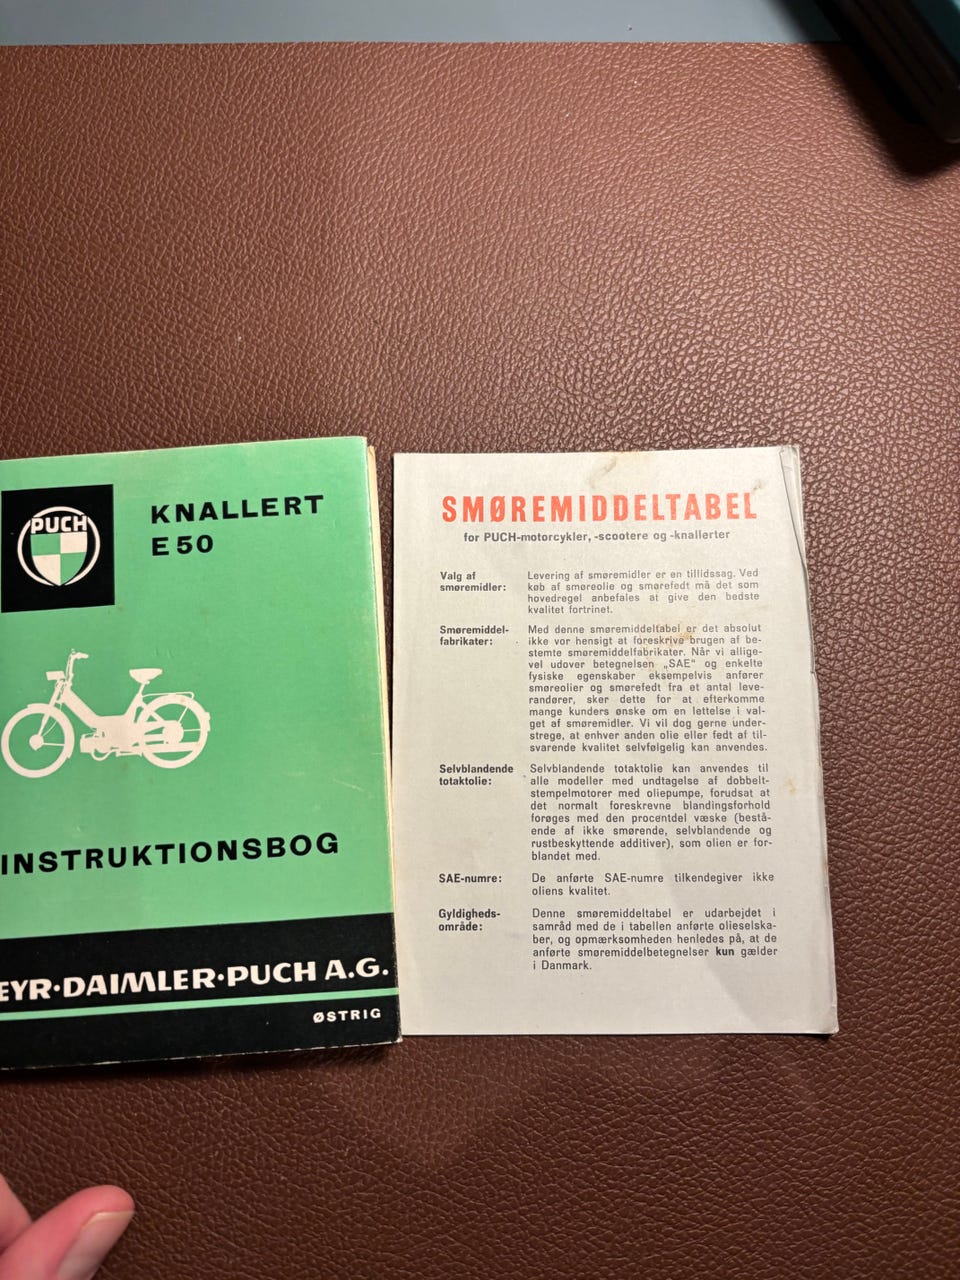 PUCH
KNALLERT
E 50
INSTRUKTIONSBOG
EYR·DAIMLER·PUCH A.G.
ØSTRIG
SMØREMIDDELTABEL
for PUCH-motorcykler, -scootere og -knallerter
Valg af
smøremidler:
Levering af smøremidler er en tillidssag. Ved
køb af smøreolie og smørefedt må det som
hovedregel anbefales at give den bedste
kvalitet fortrinet.
Smøremiddel-
fabrikater:
Med denne smøremiddeltabel er det absolut
ikke vor hensigt at foreskrive brugen af be-
stemte smøremiddelfabrikater. Når vi allige-
vel udover betegnelsen „SAE" og enkelte
fysiske egenskaber eksempelvis anfører
smøreolier og smørefedt fra et antal leve-
randører, sker dette for at efterkomme
mange kunders ønske om en lettelse i val-
get af smøremidler. Vi vil dog gerne under-
strege, at enhver anden olie eller fedt af til-
svarende kvalitet selvfølgelig kan anvendes.
Selvblandende
totaktolie:
Selvblandende totaktolie kan anvendes til
alle modeller med undtagelse af dobbelt-
stempelmotorer med oliepumpe, forudsat at
det normalt foreskrevne blandingsforhold
forøges med den procentdel væske (bestå-
ende af ikke smørende, selvblandende og
rustbeskyttende additiver), som olien er for-
blandet med.
SAE-numre:
De anførte SAE-numre tilkendegiver ikke
oliens kvalitet.
Gyldigheds-
område:
Denne smøremiddeltabel er udarbejdet i
samråd med de i tabellen anførte olieselska-
ber, og opmærksomheden henledes på, at de
anførte smøremiddelbetegnelser kun gælder
i Danmark.